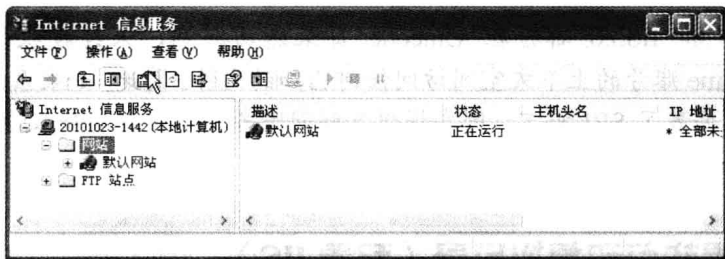 Internet 信息服务
文件(F) 操作(A) 查看(V) 帮助(H)
Internet 信息服务
20101023-1442(本地计算机)
网站
默认网站
FTP 站点
描述 状态 主机头名 IP 地址
默认网站 正在运行 * 全部未